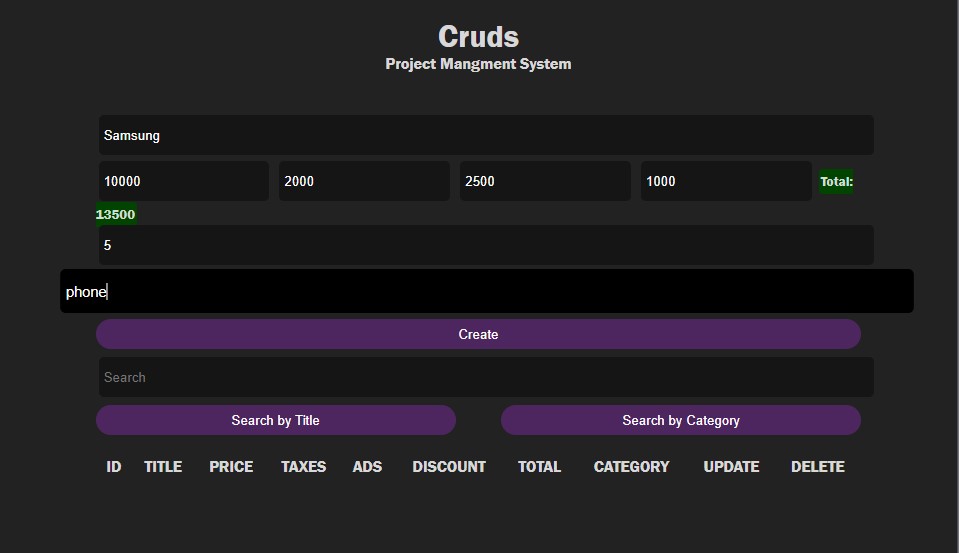 Cruds
Project Mangment System
Samsung
10000 2000 2500 1000 Total:
13500
5
phone
Create
Search
Search by Title Search by Category
ID TITLE PRICE TAXES ADS DISCOUNT TOTAL CATEGORY UPDATE DELETE